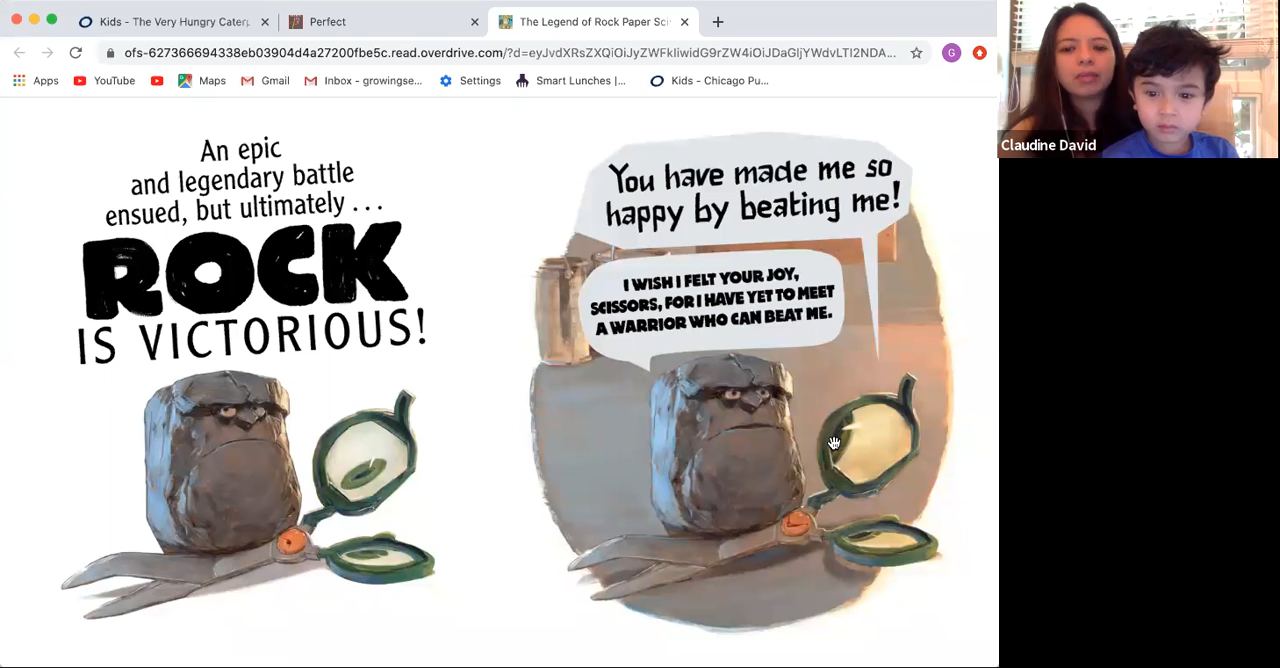 Kids - The Very Hungry Caterp
Perfect
The Legend of Rock Paper Sci
ofs-627366694338eb03904d4a27200fbe5c.read.overdrive.com/?d=eyJvdXRsZXQiOiJyZWFkIiwidG9rZW4iOiJDaGljYWdvLTI2NDA...
G
Apps YouTube Maps Gmail Inbox - growingse... Settings Smart Lunches |... Kids - Chicago Pu...
Claudine David
An epic
and legendary battle
ensued, but ultimately ...
ROCK
IS VICTORIOUS!
You have made me so
happy by beating me!
I WISH I FELT YOUR JOY,
SCISSORS, FOR I HAVE YET TO MEET
A WARRIOR WHO CAN BEAT ME.